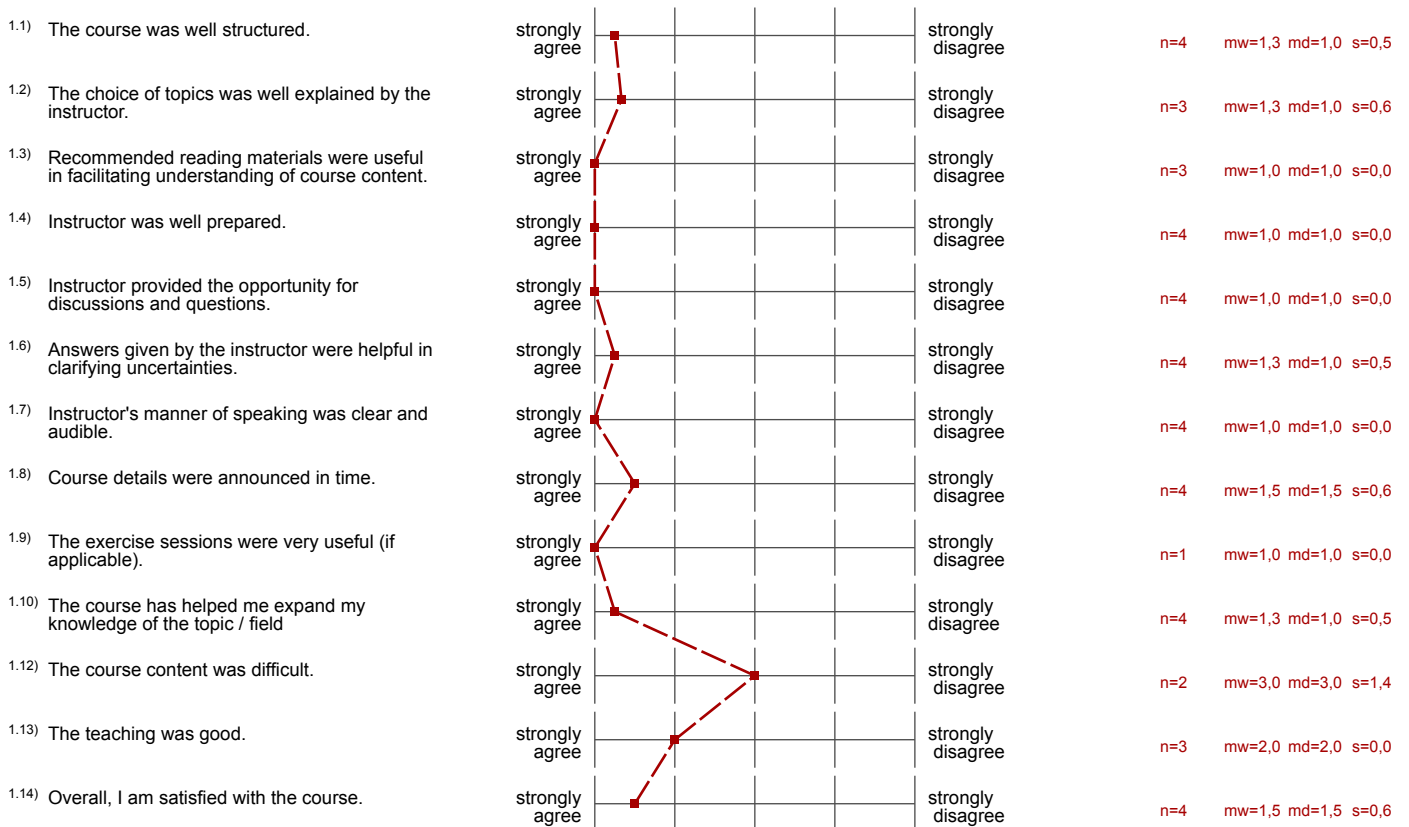 1.1) The course was well structured. strongly agree strongly disagree n=4 mw=1,3 md=1,0 s=0,5
1.2) The choice of topics was well explained by the
instructor. strongly agree strongly disagree n=3 mw=1,3 md=1,0 s=0,6
1.3) Recommended reading materials were useful
in facilitating understanding of course content. strongly agree strongly disagree n=3 mw=1,0 md=1,0 s=0,0
1.4) Instructor was well prepared. strongly agree strongly disagree n=4 mw=1,0 md=1,0 s=0,0
1.5) Instructor provided the opportunity for
discussions and questions. strongly agree strongly disagree n=4 mw=1,0 md=1,0 s=0,0
1.6) Answers given by the instructor were helpful in
clarifying uncertainties. strongly agree strongly disagree n=4 mw=1,3 md=1,0 s=0,5
1.7) Instructor's manner of speaking was clear and
audible. strongly agree strongly disagree n=4 mw=1,0 md=1,0 s=0,0
1.8) Course details were announced in time. strongly agree strongly disagree n=4 mw=1,5 md=1,5 s=0,6
1.9) The exercise sessions were very useful (if
applicable). strongly agree strongly disagree n=1 mw=1,0 md=1,0 s=0,0
1.10) The course has helped me expand my
knowledge of the topic / field strongly agree strongly disagree n=4 mw=1,3 md=1,0 s=0,5
1.12) The course content was difficult. strongly agree strongly disagree n=2 mw=3,0 md=3,0 s=1,4
1.13) The teaching was good. strongly agree strongly disagree n=3 mw=2,0 md=2,0 s=0,0
1.14) Overall, I am satisfied with the course. strongly agree strongly disagree n=4 mw=1,5 md=1,5 s=0,6